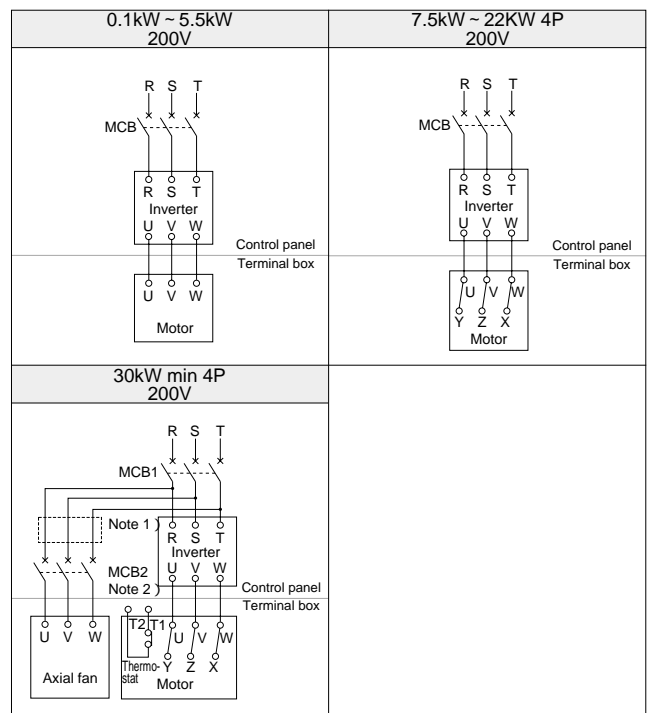 0.1kW ~ 5.5kW
200V
R S T
MCB
R S T
Inverter
U V W
Control panel
Terminal box
U V W
Motor
7.5kW ~ 22KW 4P
200V
R S T
MCB
R S T
Inverter
U V W
Control panel
Terminal box
U V W
Y Z X
Motor
30kW min 4P
200V
R S T
MCB1
Note 1 )
R S T
Inverter
U V W
MCB2
Note 2 )
Control panel
Terminal box
U V W
Axial fan
T2 T1
U V W
Thermo-
stat
Y Z X
Motor